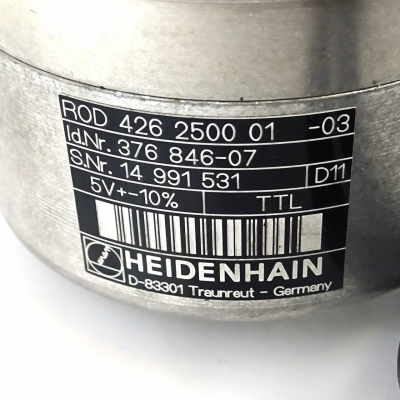 ROD 426 2500 01 -03
Id.Nr. 376 846-07
S.Nr. 14 991 531 D11
5V+-10% TTL
HEIDENHAIN
D-83301 Traunreut - Germany